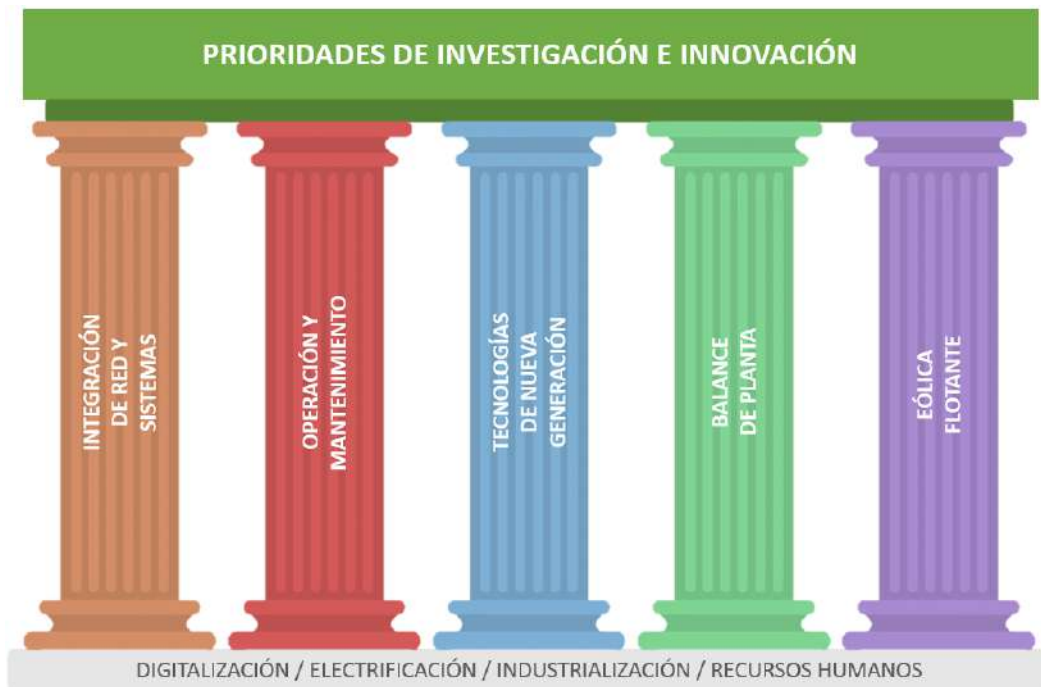 PRIORIDADES DE INVESTIGACIÓN E INNOVACIÓN
INTEGRACIÓN
DE RED Y
SISTEMAS
OPERACIÓN Y
MANTENIMIENTO
TECNOLOGÍAS
DE NUEVA
GENERACIÓN
BALANCE
DE PLANTA
EÓLICA
FLOTANTE
DIGITALIZACIÓN / ELECTRIFICACIÓN / INDUSTRIALIZACIÓN / RECURSOS HUMANOS